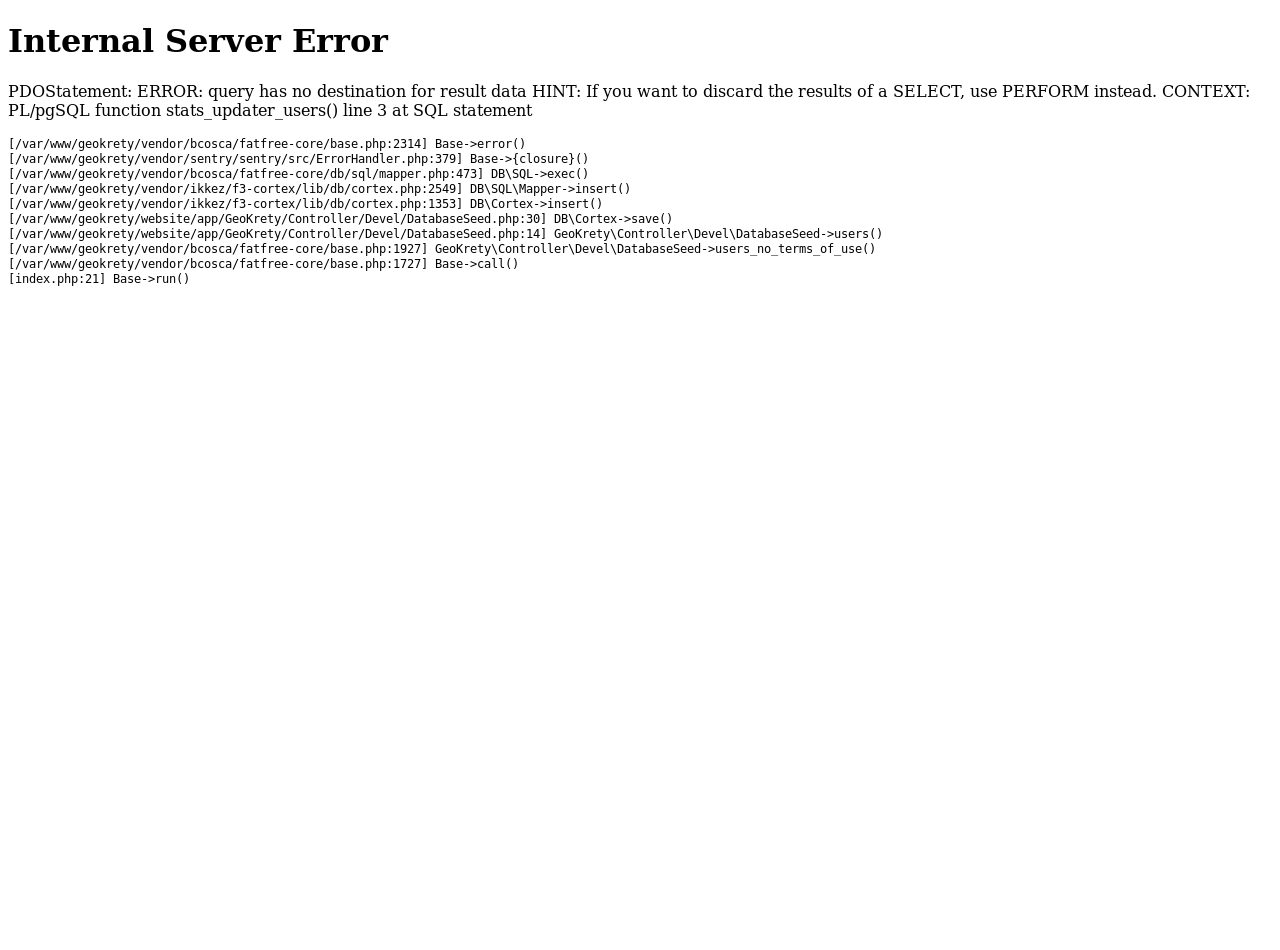 Internal Server Error
PDOStatement: ERROR: query has no destination for result data HINT: If you want to discard the results of a SELECT, use PERFORM instead. CONTEXT:
PL/pgSQL function stats_updater_users() line 3 at SQL statement
[/var/www/geokrety/vendor/bcosca/fatfree-core/base.php:2314] Base->error()
[/var/www/geokrety/vendor/sentry/sentry/src/ErrorHandler.php:379] Base->{closure}()
[/var/www/geokrety/vendor/bcosca/fatfree-core/db/sql/mapper.php:473] DB\SQL->exec()
[/var/www/geokrety/vendor/ikkez/f3-cortex/lib/db/cortex.php:2549] DB\SQL\Mapper->insert()
[/var/www/geokrety/vendor/ikkez/f3-cortex/lib/db/cortex.php:1353] DB\Cortex->insert()
[/var/www/geokrety/website/app/GeoKrety/Controller/Devel/DatabaseSeed.php:30] DB\Cortex->save()
[/var/www/geokrety/website/app/GeoKrety/Controller/Devel/DatabaseSeed.php:14] GeoKrety\Controller\Devel\DatabaseSeed->users()
[/var/www/geokrety/vendor/bcosca/fatfree-core/base.php:1927] GeoKrety\Controller\Devel\DatabaseSeed->users_no_terms_of_use()
[/var/www/geokrety/vendor/bcosca/fatfree-core/base.php:1727] Base->call()
[index.php:21] Base->run()